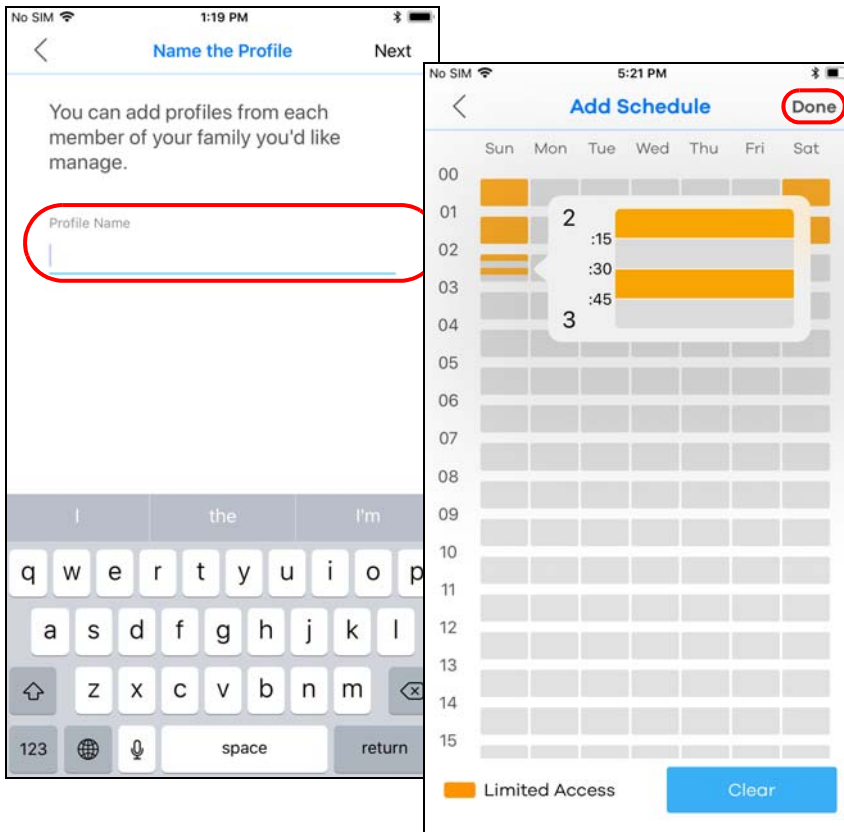 No SIM 1:19 PM
Name the Profile Next
You can add profiles from each
member of your family you'd like
manage.
Profile Name
I the I'm
q w e r t y u i o p
a s d f g h j k l
z x c v b n m
123 space return
No SIM 5:21 PM
Add Schedule Done
Sun Mon Tue Wed Thu Fri Sat
00
01
02
03
04
05
06
07
08
09
10
11
12
13
14
15
2
:15
:30
:45
3
Limited Access Clear